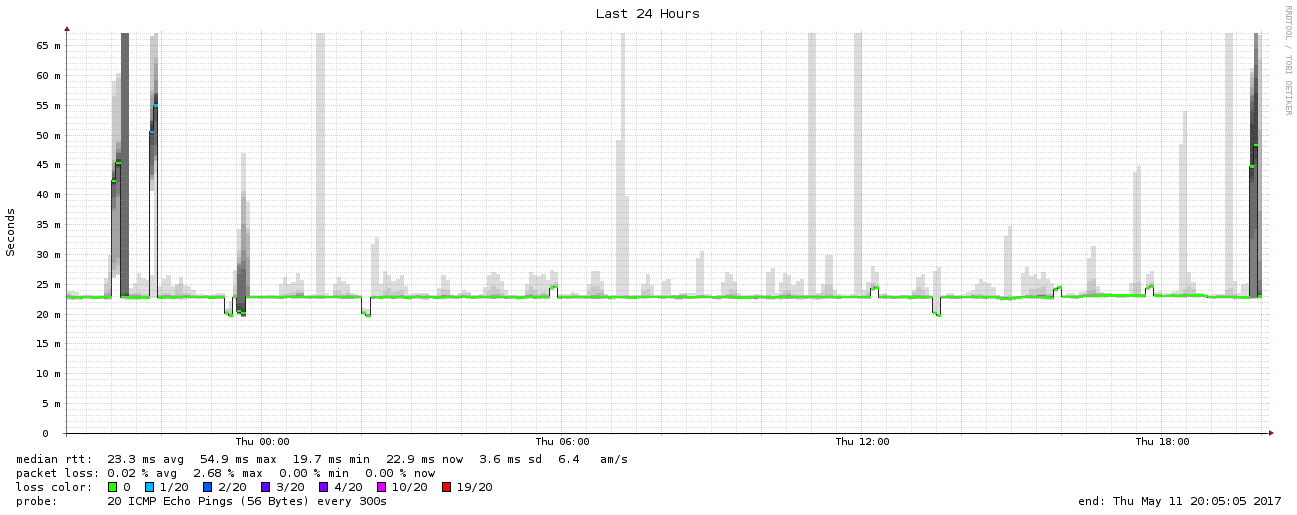 Last 24 Hours
RRDTOOL / TOBI OETIKER
Seconds
65 m
60 m
55 m
50 m
45 m
40 m
35 m
30 m
25 m
20 m
15 m
10 m
5 m
0
Thu 00:00 Thu 06:00 Thu 12:00 Thu 18:00
median rtt: 23.3 ms avg 54.9 ms max 19.7 ms min 22.9 ms now 3.6 ms sd 6.4 am/s
packet loss: 0.02 % avg 2.68 % max 0.00 % min 0.00 % now
loss color: 0 1/20 2/20 3/20 4/20 10/20 19/20
probe: 20 ICMP Echo Pings (56 Bytes) every 300s end: Thu May 11 20:05:05 2017